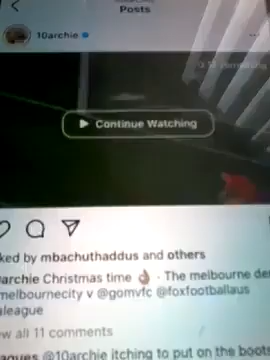 Posts
10archie
Continue Watching
ked by mbachuthaddus and others
archie Christmas time 👌🏻 · The melbourne de
melbournecity v @gomvfc @foxfootballaus
aleague
w all 11 comments
agues @10archie itching to put on the boots